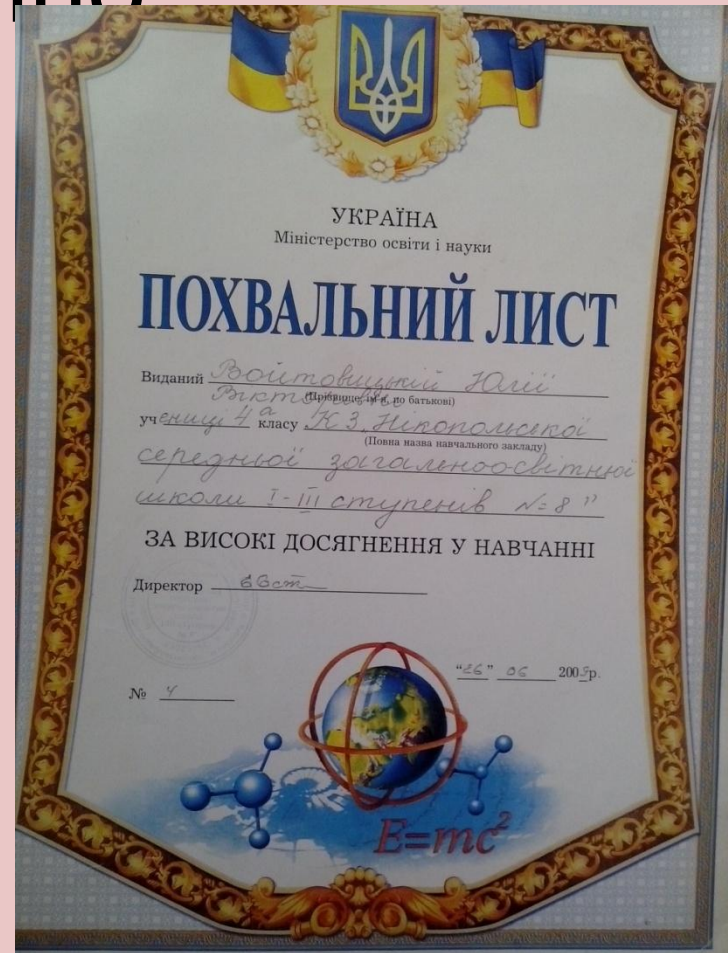 УКРАЇНА
Міністерство освіти і науки
ПОХВАЛЬНИЙ ЛИСТ
Виданий Войтовицькій Юлії
Вікторівні
(Прізвище, ім'я, по батькові)
учениці 4 а класу "КЗ, Нікопольської
(Повна назва навчального закладу)
середньої загальноосвітньої
школи І-ІІІ ступенів №8"
ЗА ВИСОКІ ДОСЯГНЕННЯ У НАВЧАННІ
Директор
"26" 06 2009р.
№ 4
E=mc²